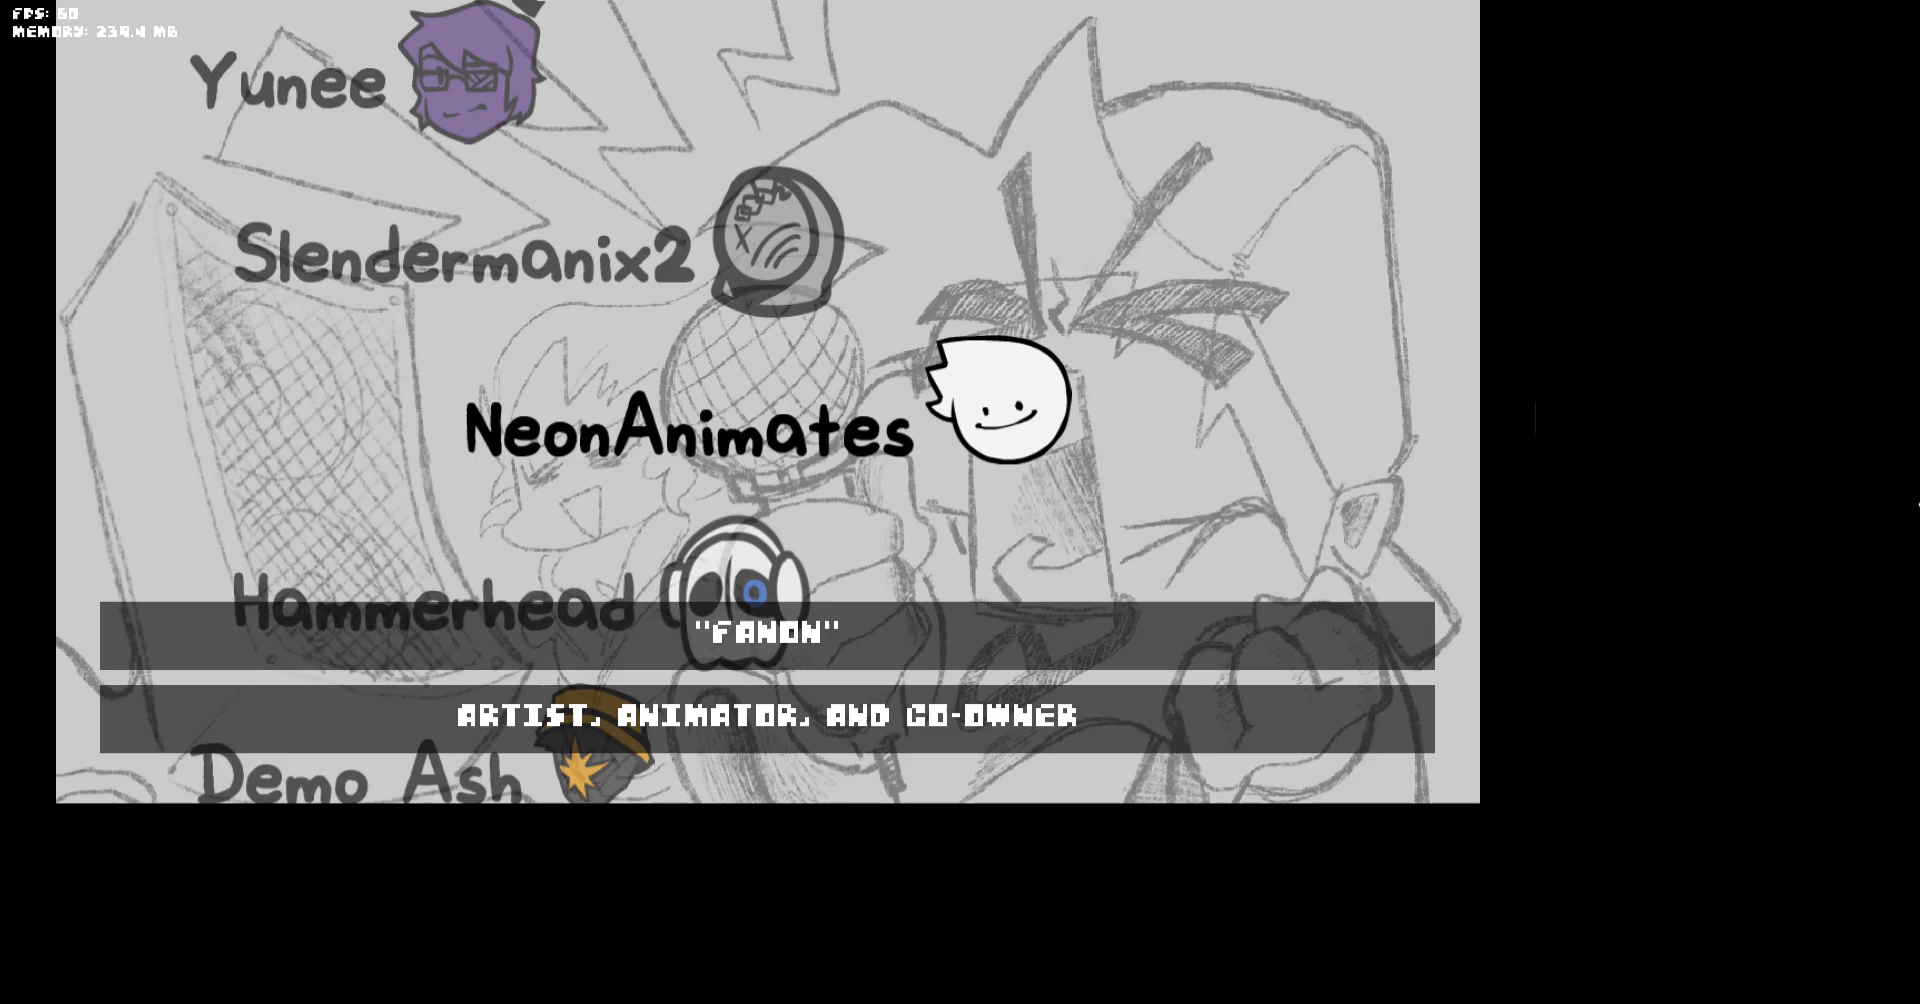 FPS: 60
MEMORY: 239.4 MB
Yunee
Slendermanix2
NeonAnimates
Hammerhead
"FANON"
ARTIST, ANIMATOR, AND CO-OWNER
Demo Ash